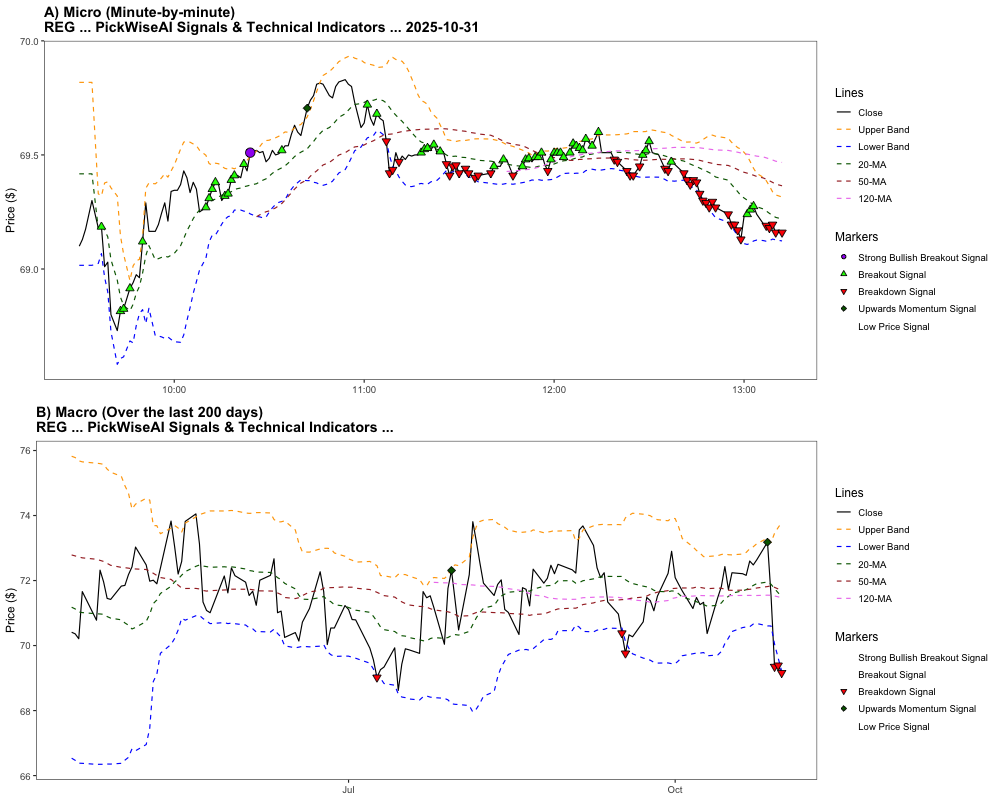 A) Micro (Minute-by-minute)
REG ... PickWiseAI Signals & Technical Indicators ... 2025-10-31
Price ($)
70.0
69.5
69.0
10:00
11:00
12:00
13:00
Lines
Close
Upper Band
Lower Band
20-MA
50-MA
120-MA
Markers
Strong Bullish Breakout Signal
Breakout Signal
Breakdown Signal
Upwards Momentum Signal
Low Price Signal
B) Macro (Over the last 200 days)
REG ... PickWiseAI Signals & Technical Indicators ...
Price ($)
76
74
72
70
68
66
Jul
Oct
Lines
Close
Upper Band
Lower Band
20-MA
50-MA
120-MA
Markers
Strong Bullish Breakout Signal
Breakout Signal
Breakdown Signal
Upwards Momentum Signal
Low Price Signal